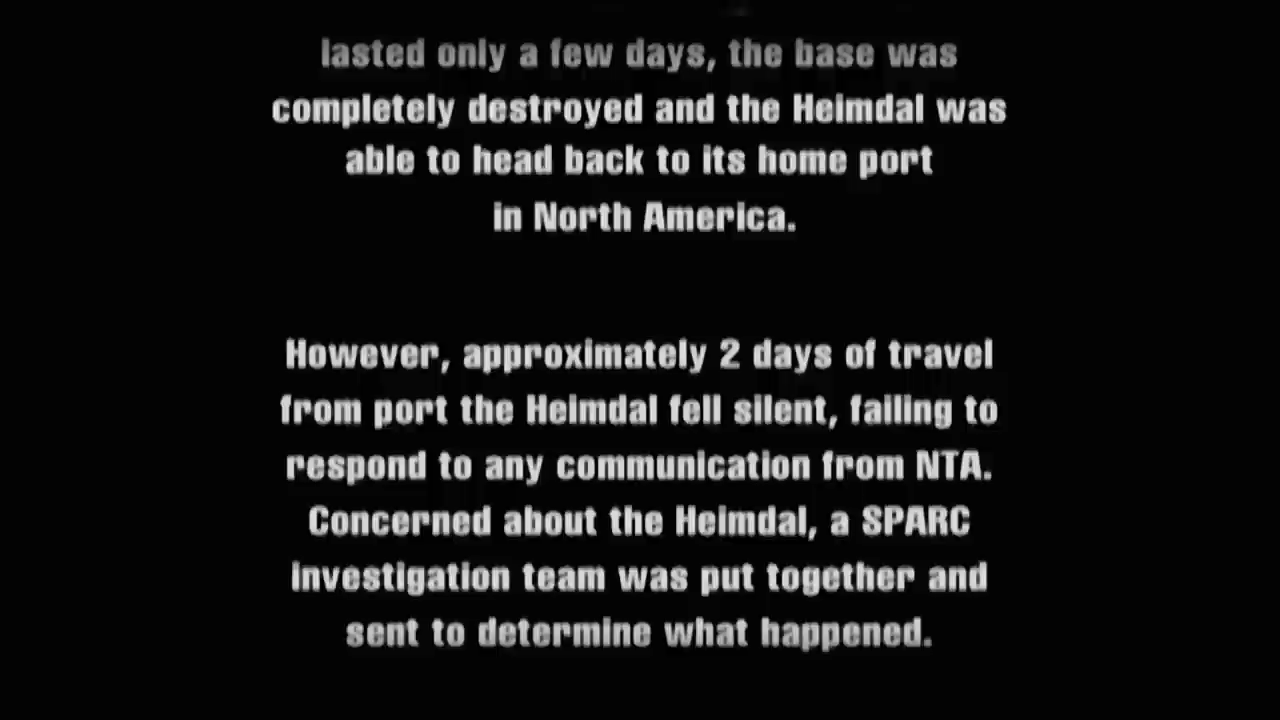 lasted only a few days, the base was
completely destroyed and the Heimdal was
able to head back to its home port
in North America.
However, approximately 2 days of travel
from port the Heimdal fell silent, failing to
respond to any communication from NTA.
Concerned about the Heimdal, a SPARC
investigation team was put together and
sent to determine what happened.